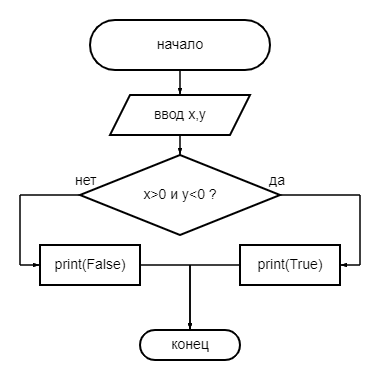 начало
ввод x,y
нет
да
x>0 и y<0 ?
print(False)
print(True)
конец